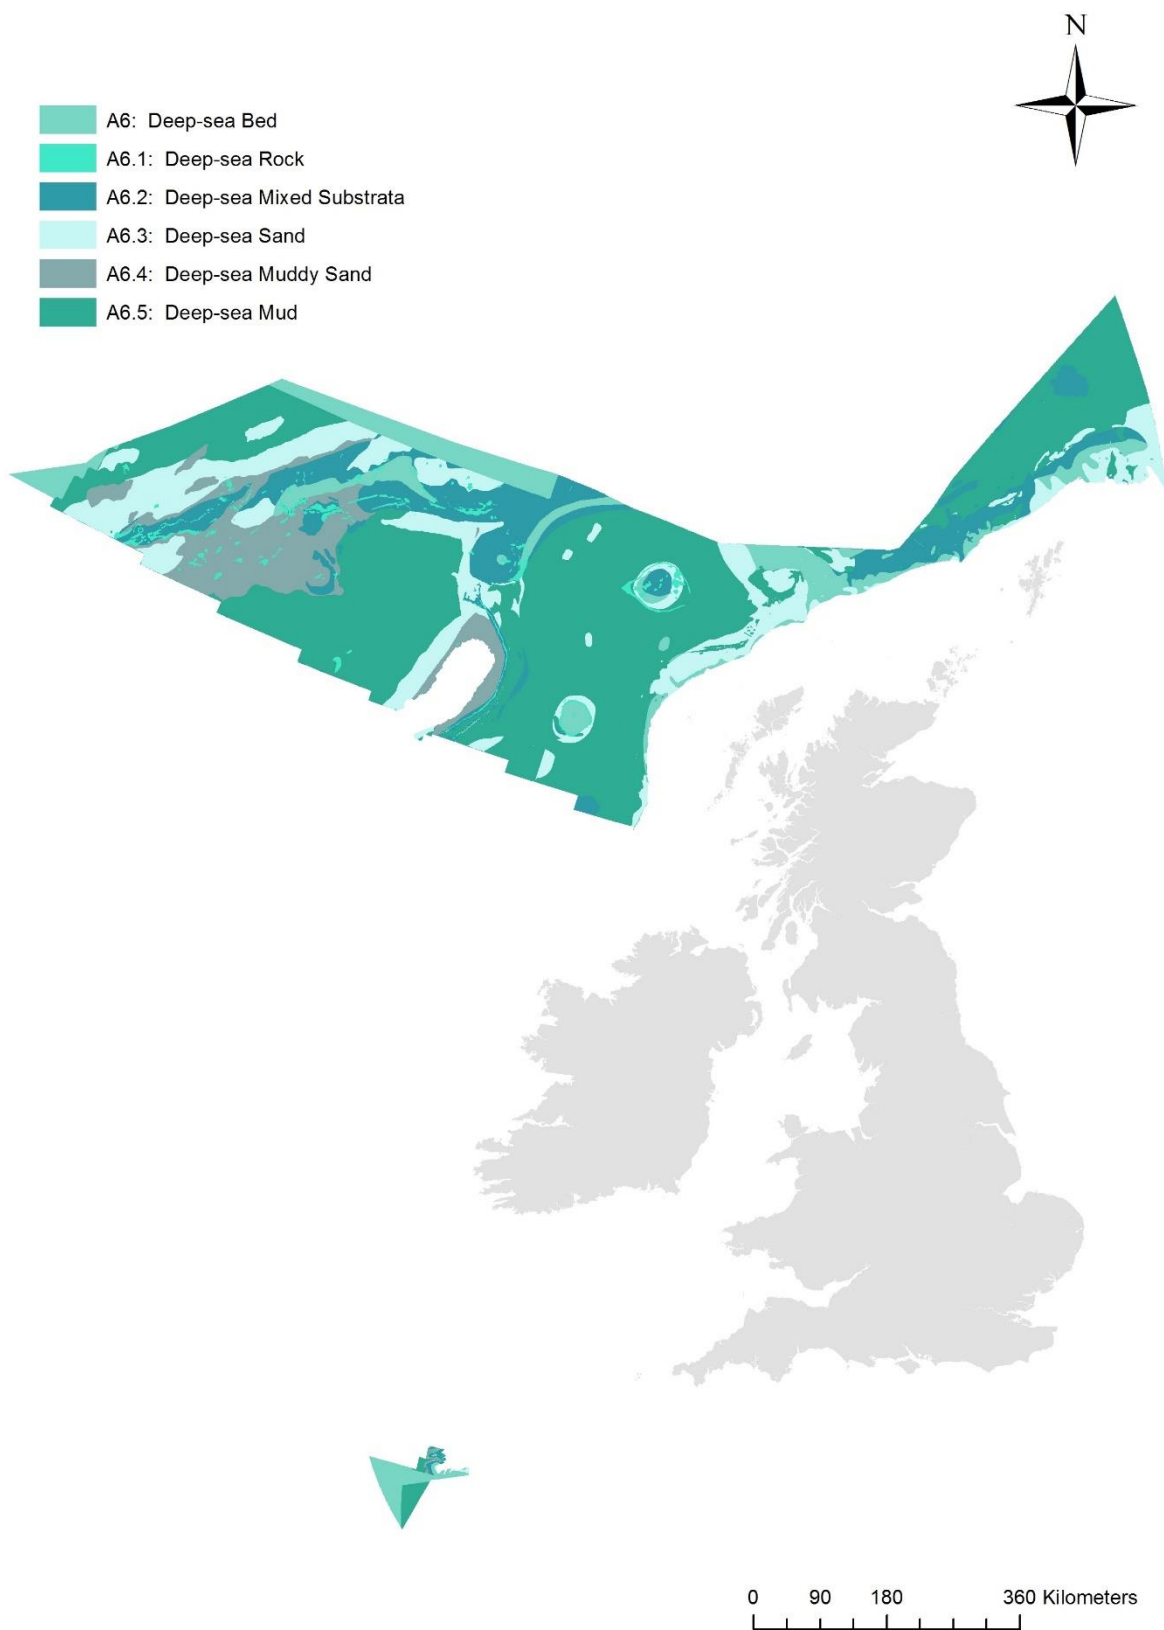 N
A6: Deep-sea Bed
A6.1: Deep-sea Rock
A6.2: Deep-sea Mixed Substrata
A6.3: Deep-sea Sand
A6.4: Deep-sea Muddy Sand
A6.5: Deep-sea Mud
0 90 180 360 Kilometers